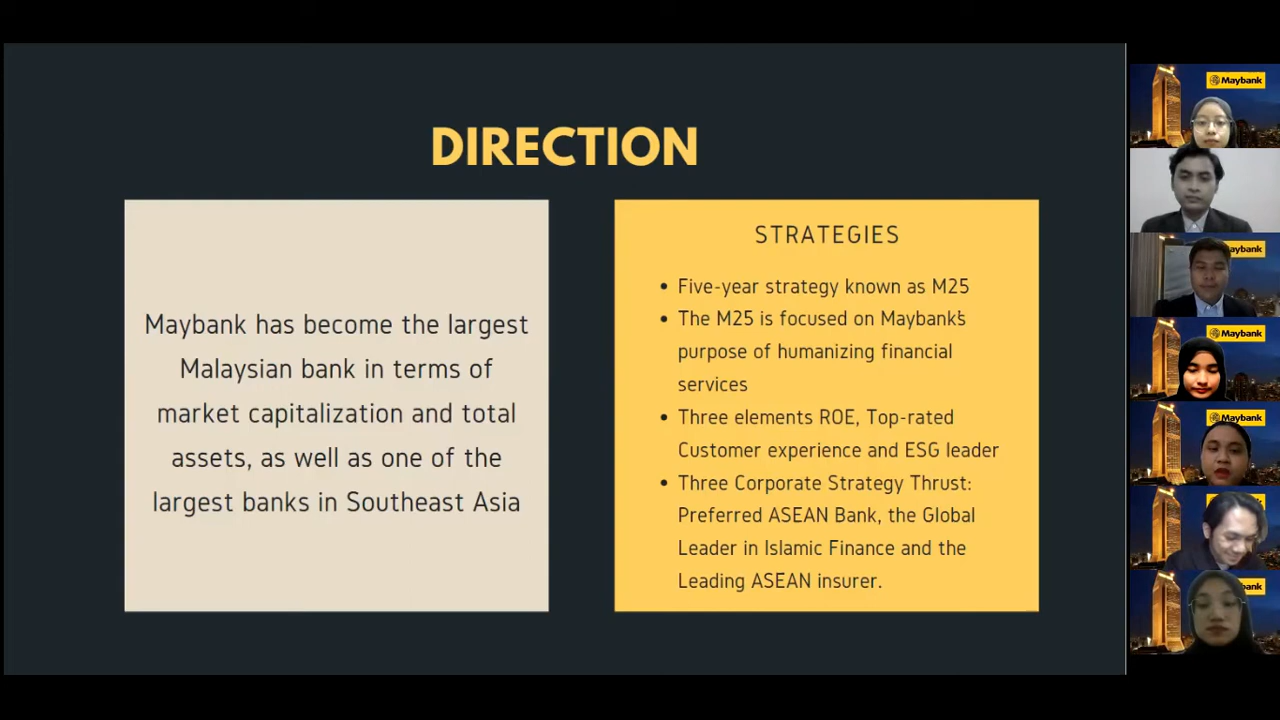 DIRECTION
Maybank has become the largest
Malaysian bank in terms of
market capitalization and total
assets, as well as one of the
largest banks in Southeast Asia
STRATEGIES
• Five-year strategy known as M25
• The M25 is focused on Maybank's
purpose of humanizing financial
services
• Three elements ROE, Top-rated
Customer experience and ESG leader
• Three Corporate Strategy Thrust:
Preferred ASEAN Bank, the Global
Leader in Islamic Finance and the
Leading ASEAN insurer.
Maybank
aybank
Maybank
Maybank